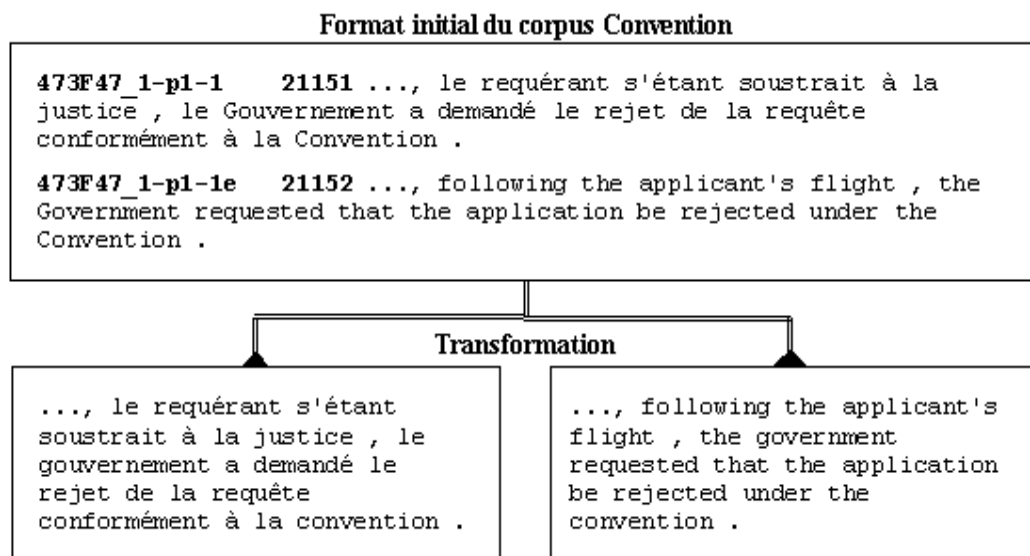 Format initial du corpus Convention
473F47_1-p1-1 21151 ..., le requérant s'étant soustrait à la
justice , le Gouvernement a demandé le rejet de la requête
conformément à la Convention .
473F47_1-p1-1e 21152 ..., following the applicant's flight , the
Government requested that the application be rejected under the
Convention .
Transformation
..., le requérant s'étant
soustrait à la justice , le
gouvernement a demandé le
rejet de la requête
conformément à la convention .
..., following the applicant's
flight , the government
requested that the application
be rejected under the
convention .